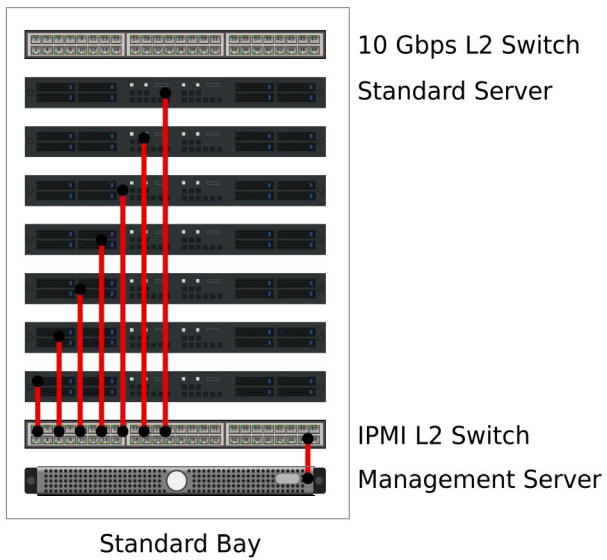 10 Gbps L2 Switch
Standard Server
IPMI L2 Switch
Management Server
Standard Bay